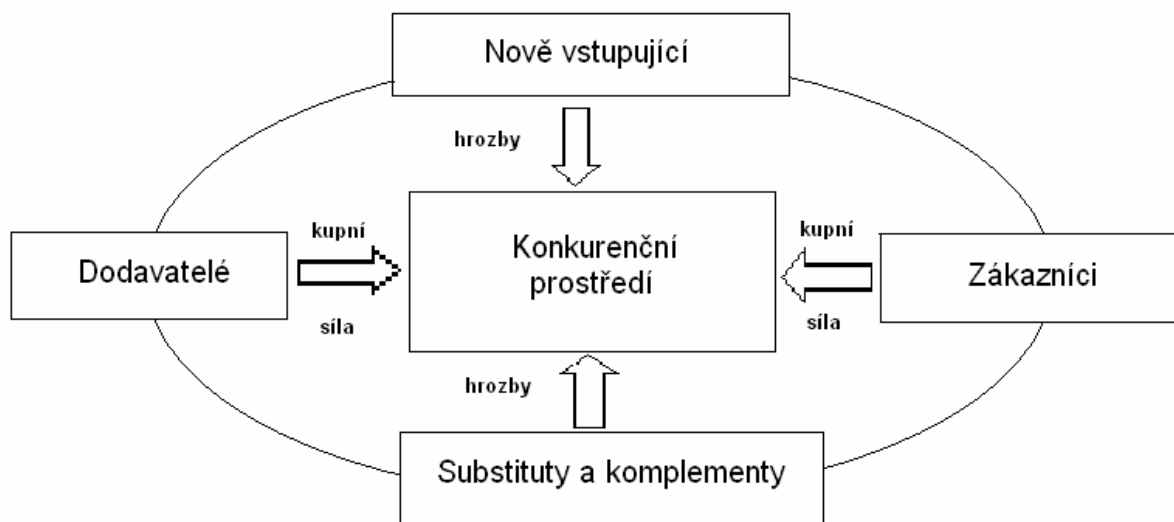 Nově vstupující
hrozby
Dodavatelé
kupní
síla
Konkurenční
prostředí
kupní
síla
Zákazníci
hrozby
Substituty a komplementy